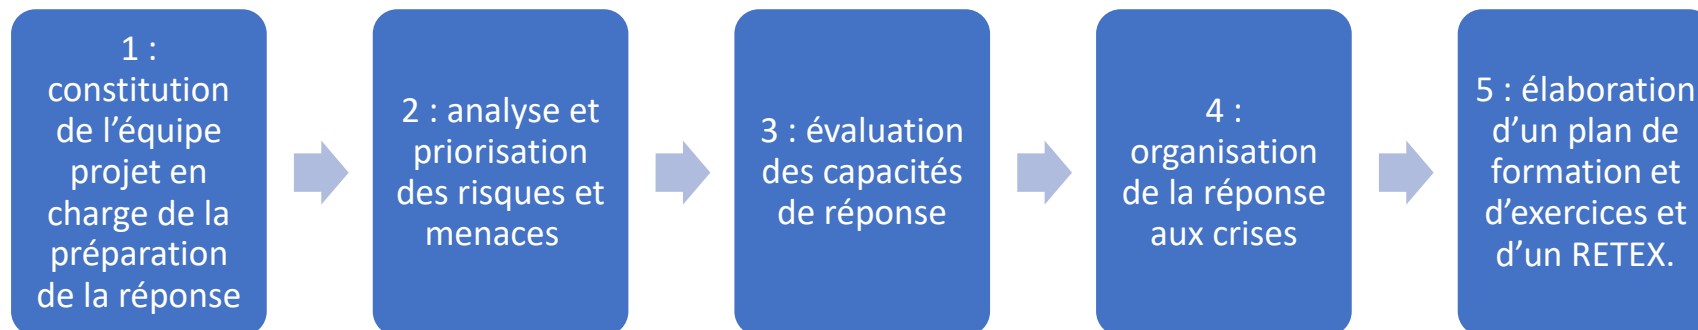 1 :
constitution
de l’équipe
projet en
charge de la
préparation
de la réponse
2 : analyse et
priorisation
des risques et
menaces
3 : évaluation
des capacités
de réponse
4 :
organisation
de la réponse
aux crises
5 : élaboration
d’un plan de
formation et
d’exercices et
d’un RETEX.